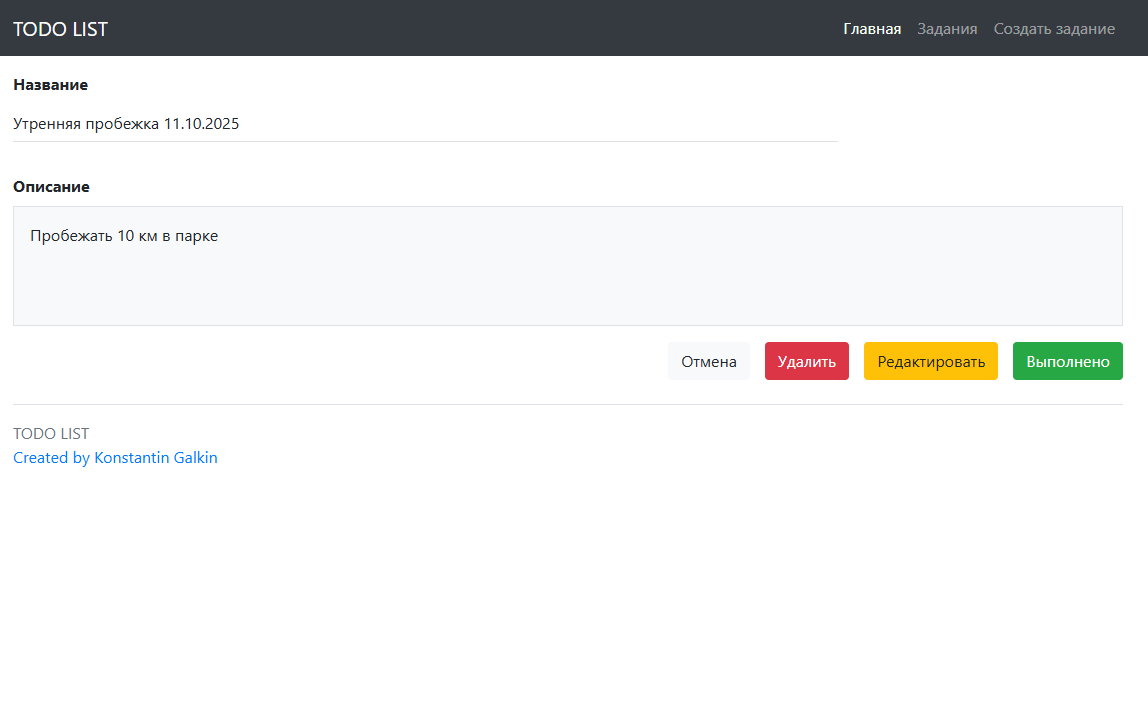 TODO LIST Главная Задания Создать задание
Название
Утренняя пробежка 11.10.2025
Описание
Пробежать 10 км в парке
Отмена Удалить Редактировать Выполнено
TODO LIST
Created by Konstantin Galkin